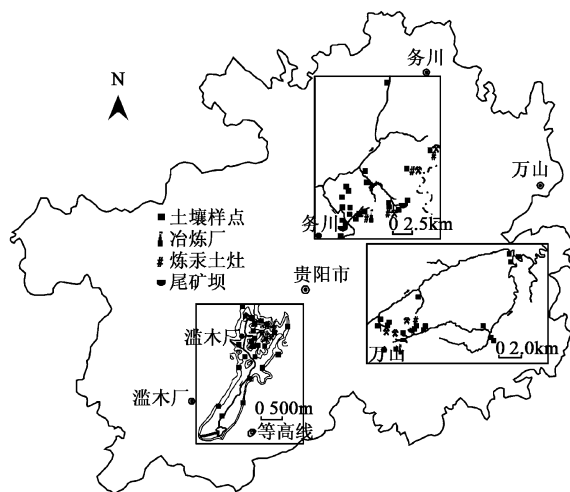 务川
N
万山
土壤样点
冶炼厂
炼汞土灶
尾矿坝
务川
0 2.5km
贵阳市
滥木厂
万山
0 2,0km
滥木厂
0 500m
等高线